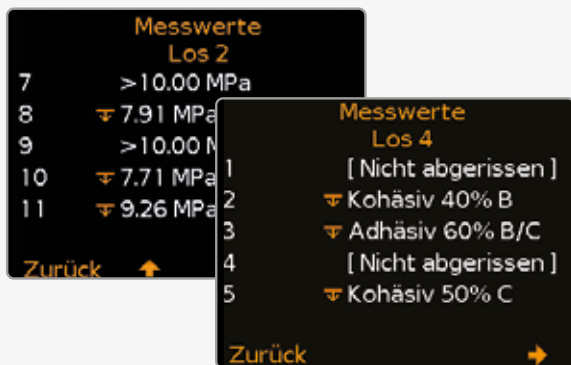 Messwerte
Los 2
7 >10.00 MPa
8 7.91 MPa
9 >10.00 M
10 7.71 MPa
11 9.26 MPa
Zurück
Messwerte
Los 4
1 [ Nicht abgerissen ]
2 Kohäsiv 40% B
3 Adhäsiv 60% B/C
4 [ Nicht abgerissen ]
5 Kohäsiv 50% C
Zurück